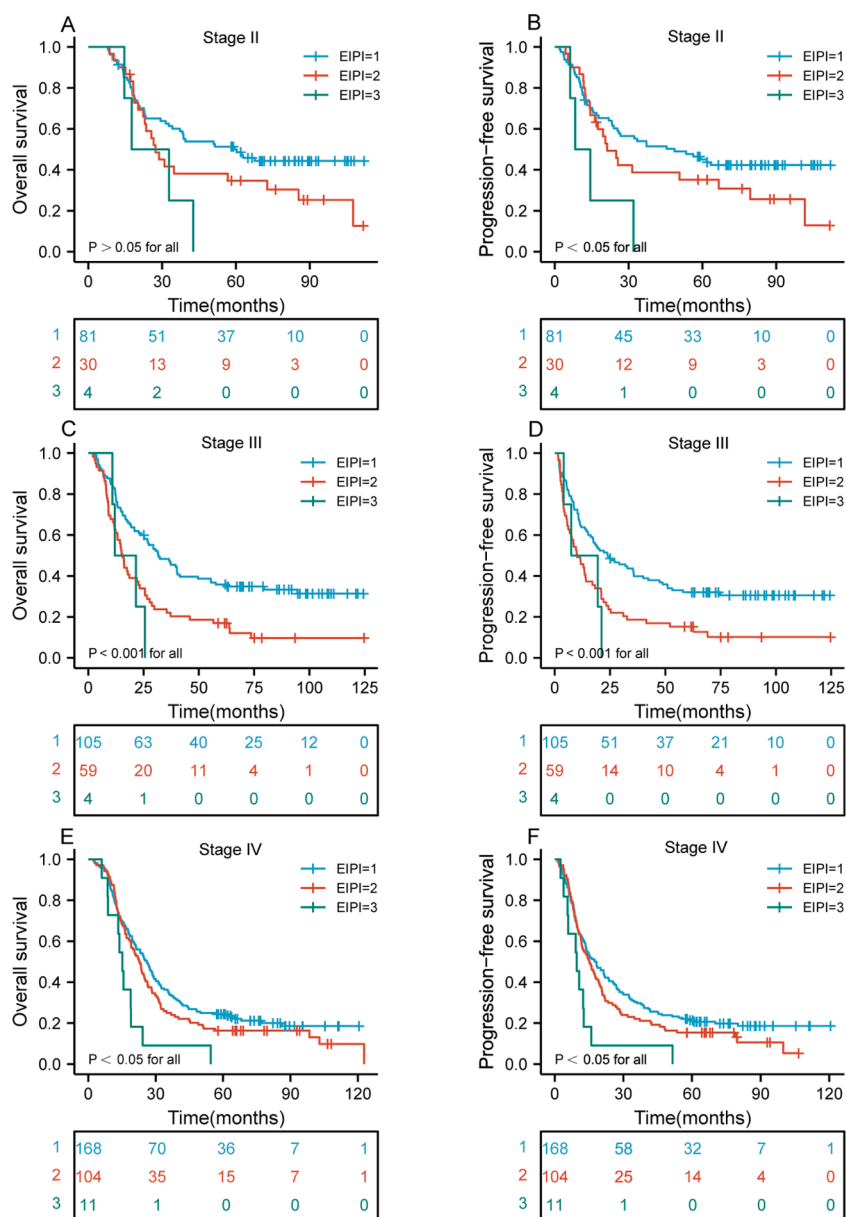 A
Stage II
EIPI=1
EIPI=2
EIPI=3
Overall survival
1.0
0.8
0.6
0.4
0.2
0.0
P > 0.05 for all
0 30 60 90
Time(months)
1 81 51 37 10 0
2 30 13 9 3 0
3 4 2 0 0 0
B
Stage II
EIPI=1
EIPI=2
EIPI=3
Progression-free survival
1.0
0.8
0.6
0.4
0.2
0.0
P < 0.05 for all
0 30 60 90
Time(months)
1 81 45 33 10 0
2 30 12 9 3 0
3 4 1 0 0 0
C
Stage III
EIPI=1
EIPI=2
EIPI=3
Overall survival
1.0
0.8
0.6
0.4
0.2
0.0
P < 0.001 for all
0 25 50 75 100 125
Time(months)
1 105 63 40 25 12 0
2 59 20 11 4 1 0
3 4 1 0 0 0 0
D
Stage III
EIPI=1
EIPI=2
EIPI=3
Progression-free survival
1.0
0.8
0.6
0.4
0.2
0.0
P < 0.001 for all
0 25 50 75 100 125
Time(months)
1 105 51 37 21 10 0
2 59 14 10 4 1 0
3 4 0 0 0 0 0
E
Stage IV
EIPI=1
EIPI=2
EIPI=3
Overall survival
1.0
0.8
0.6
0.4
0.2
0.0
P < 0.05 for all
0 30 60 90 120
Time(months)
1 168 70 36 7 1
2 104 35 15 7 1
3 11 1 0 0 0
F
Stage IV
EIPI=1
EIPI=2
EIPI=3
Progression-free survival
1.0
0.8
0.6
0.4
0.2
0.0
P < 0.05 for all
0 30 60 90 120
Time(months)
1 168 58 32 7 1
2 104 25 14 4 0
3 11 1 0 0 0